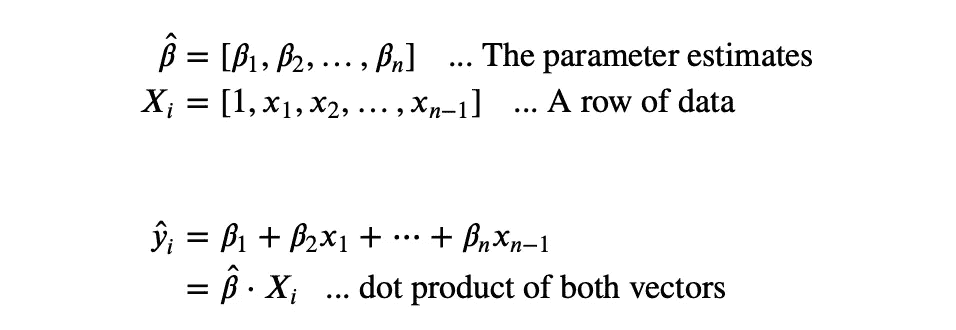 β̂ = [β₁, β₂, … , βₙ] ... The parameter estimates
Xᵢ = [1, x₁, x₂, … , xₙ₋₁] ... A row of data
ŷᵢ = β₁ + β₂x₁ + ⋯ + βₙxₙ₋₁
= β̂ · Xᵢ ... dot product of both vectors